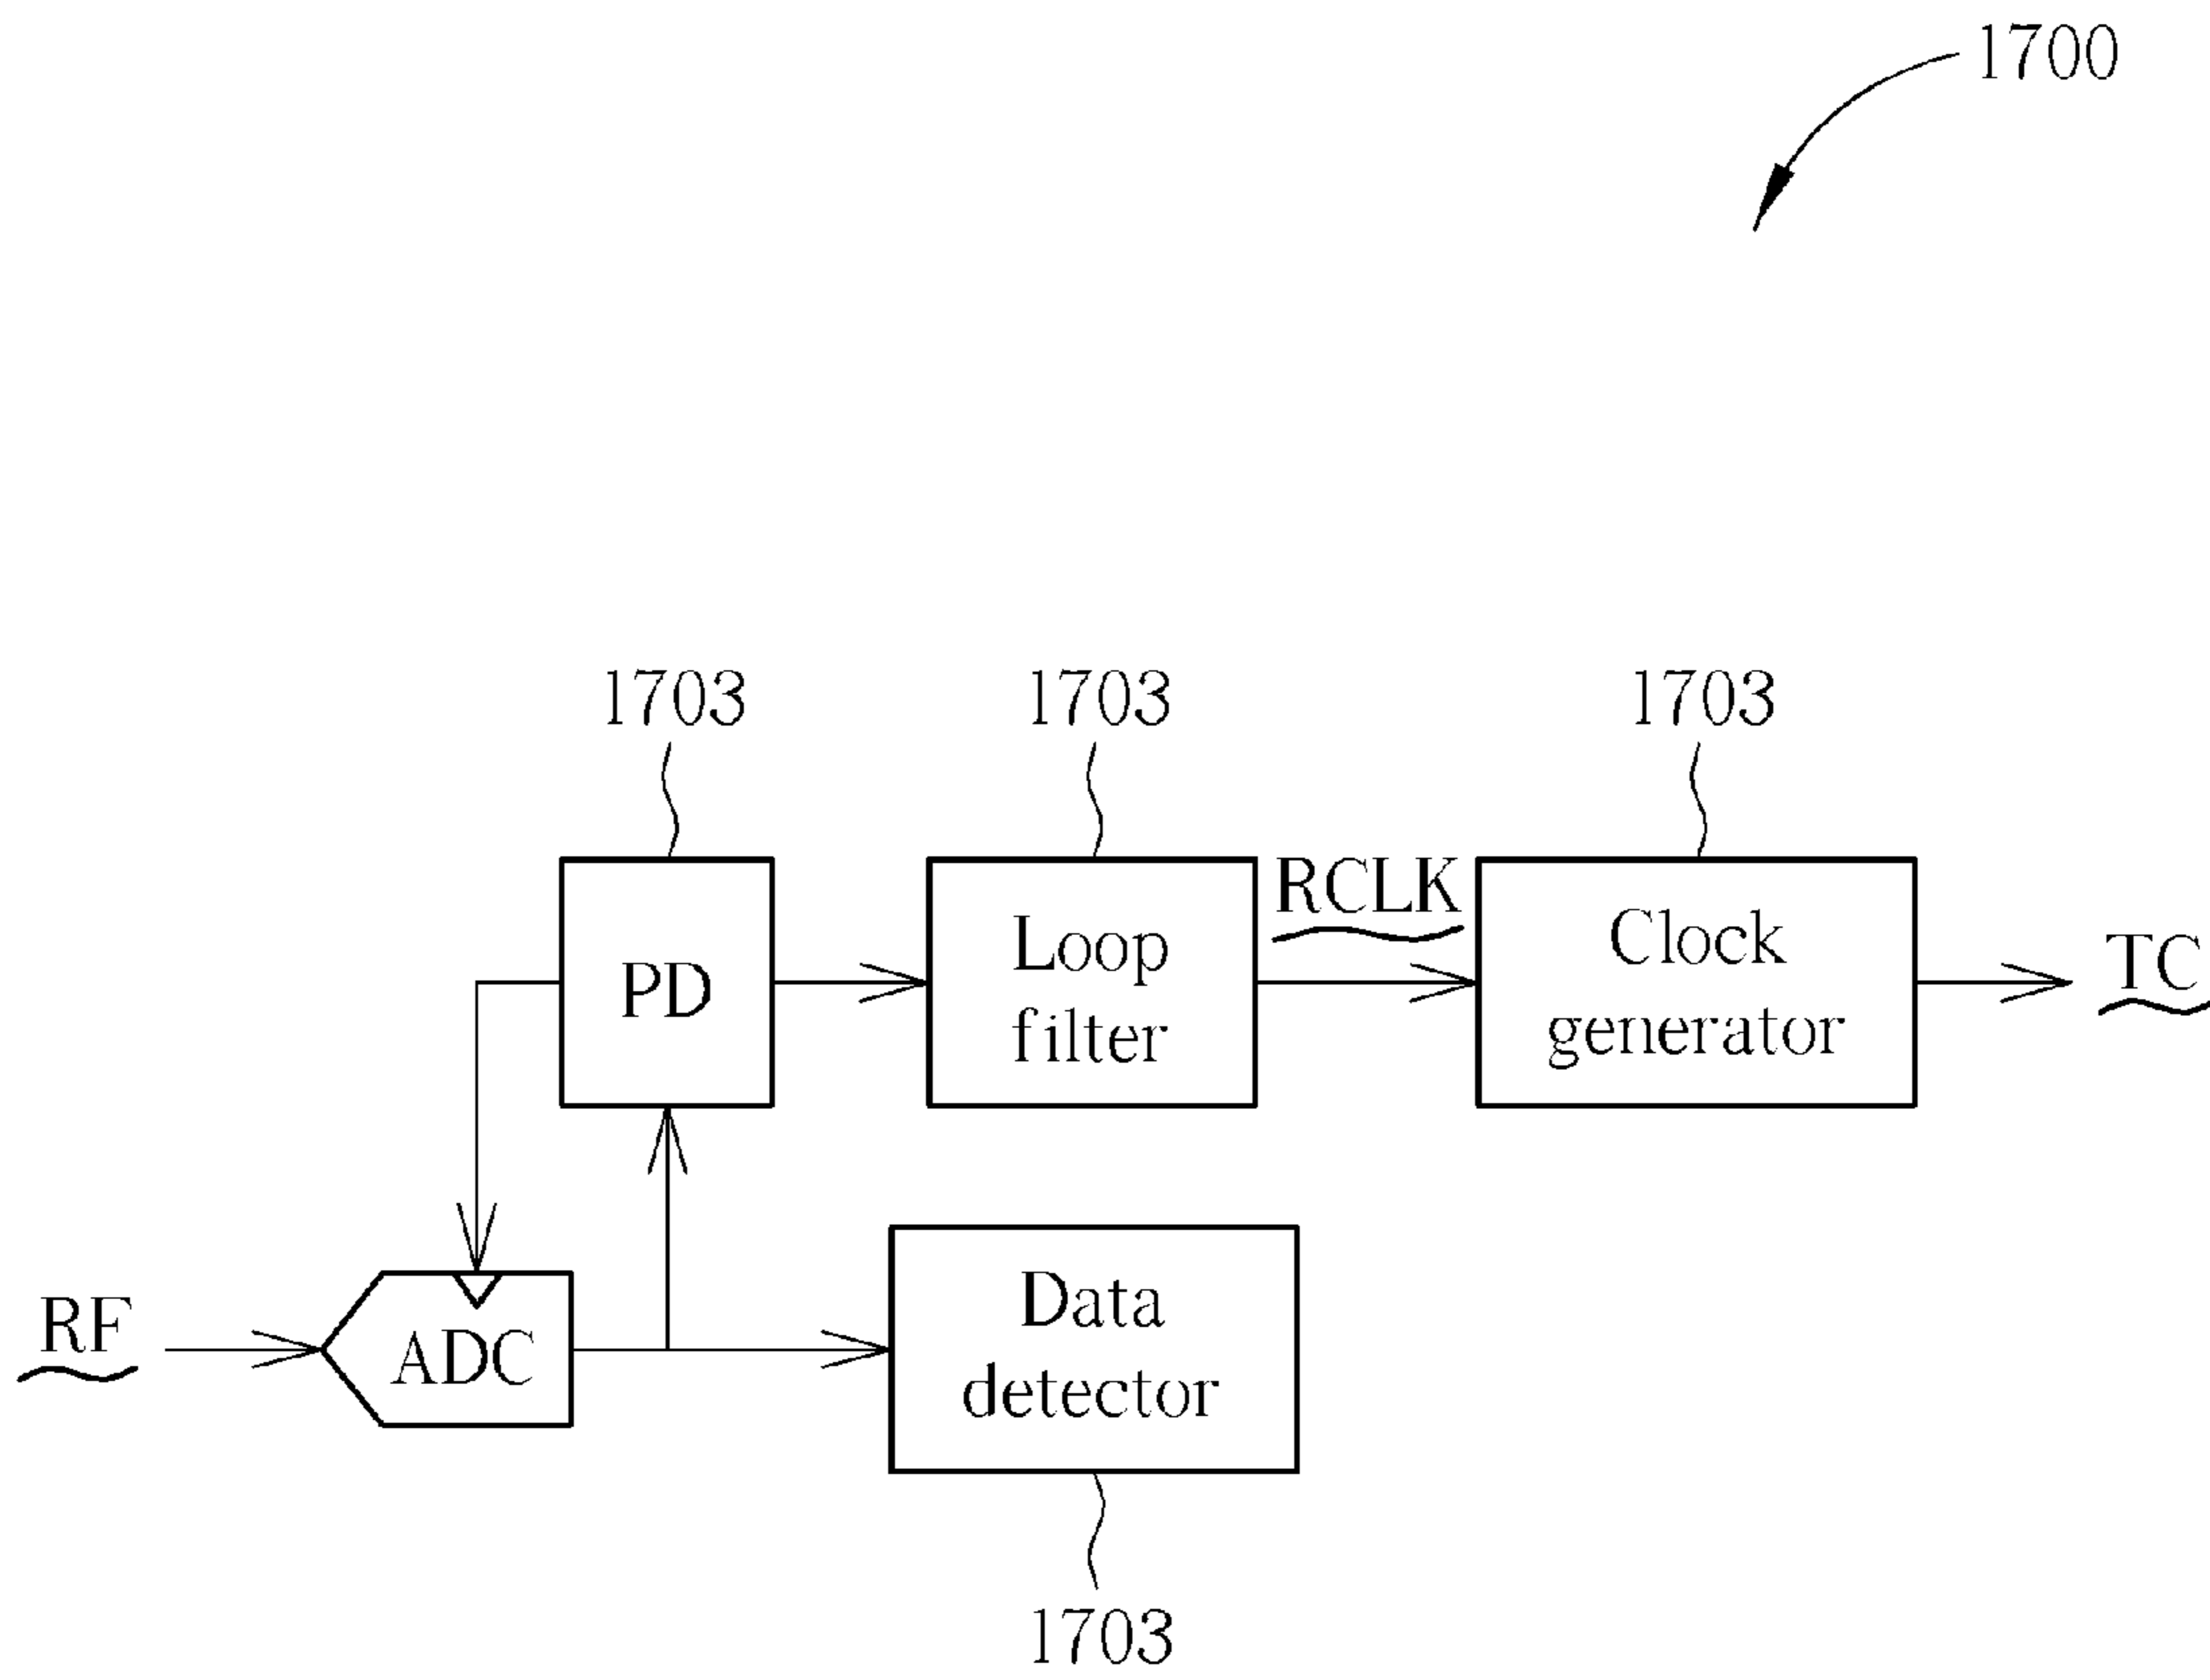 1700
1703
1703
1703
RCLK
PD
Loop
filter
Clock
generator
TC
RF
ADC
Data
detector
1703